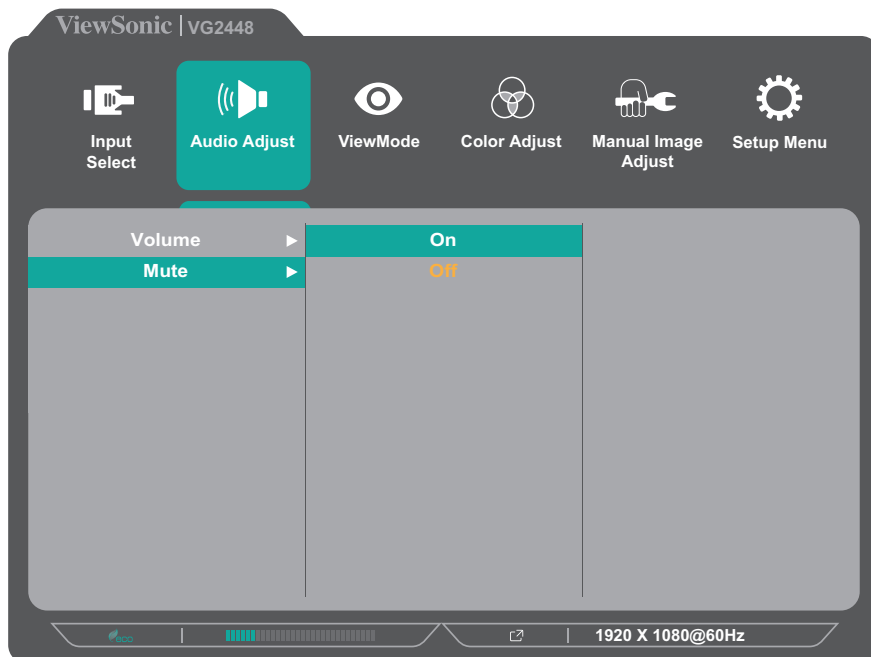 ViewSonic | VG2448
Input
Select
Audio Adjust
ViewMode
Color Adjust
Manual Image
Adjust
Setup Menu
Volume
On
Mute
Off
eco
1920 X 1080@60Hz